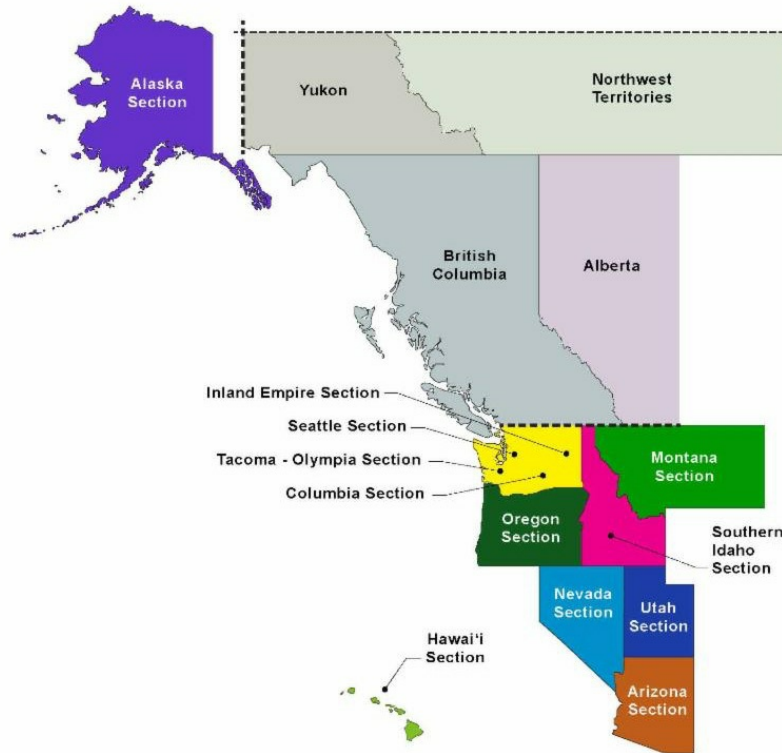 Alaska
Section
Yukon
Northwest
Territories
British
Columbia
Alberta
Inland Empire Section
Seattle Section
Tacoma - Olympia Section
Columbia Section
Montana
Section
Oregon
Section
Southern
Idaho
Section
Nevada
Section
Utah
Section
Hawai‘i
Section
Arizona
Section